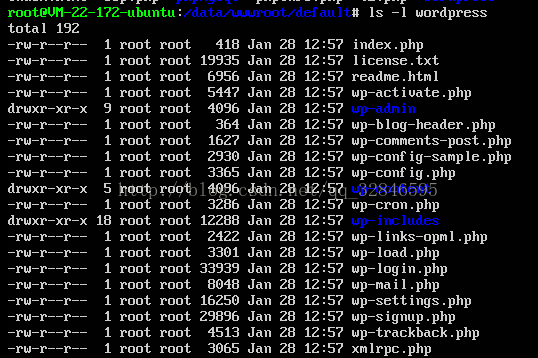 root@VM-22-172-ubuntu:/data/wwwroot/default# ls -l wordpress
total 192
-rw-r--r-- 1 root root 418 Jan 28 12:57 index.php
-rw-r--r-- 1 root root 19935 Jan 28 12:57 license.txt
-rw-r--r-- 1 root root 6956 Jan 28 12:57 readme.html
-rw-r--r-- 1 root root 5447 Jan 28 12:57 wp-activate.php
drwxr-xr-x 9 root root 4096 Jan 28 12:57 wp-admin
-rw-r--r-- 1 root root 364 Jan 28 12:57 wp-blog-header.php
-rw-r--r-- 1 root root 1627 Jan 28 12:57 wp-comments-post.php
-rw-r--r-- 1 root root 2930 Jan 28 12:57 wp-config-sample.php
-rw-r--r-- 1 root root 3365 Jan 28 12:57 wp-config.php
drwxr-xr-x 5 root root 4096 Jan 28 12:57
-rw-r--r-- 1 root root 3286 Jan 28 12:57 wp-cron.php
drwxr-xr-x 18 root root 12288 Jan 28 12:57 wp-includes
-rw-r--r-- 1 root root 2422 Jan 28 12:57 wp-links-opml.php
-rw-r--r-- 1 root root 3301 Jan 28 12:57 wp-load.php
-rw-r--r-- 1 root root 33939 Jan 28 12:57 wp-login.php
-rw-r--r-- 1 root root 8048 Jan 28 12:57 wp-mail.php
-rw-r--r-- 1 root root 16250 Jan 28 12:57 wp-settings.php
-rw-r--r-- 1 root root 29896 Jan 28 12:57 wp-signup.php
-rw-r--r-- 1 root root 4513 Jan 28 12:57 wp-trackback.php
-rw-r--r-- 1 root root 3065 Jan 28 12:57 xmlrpc.php